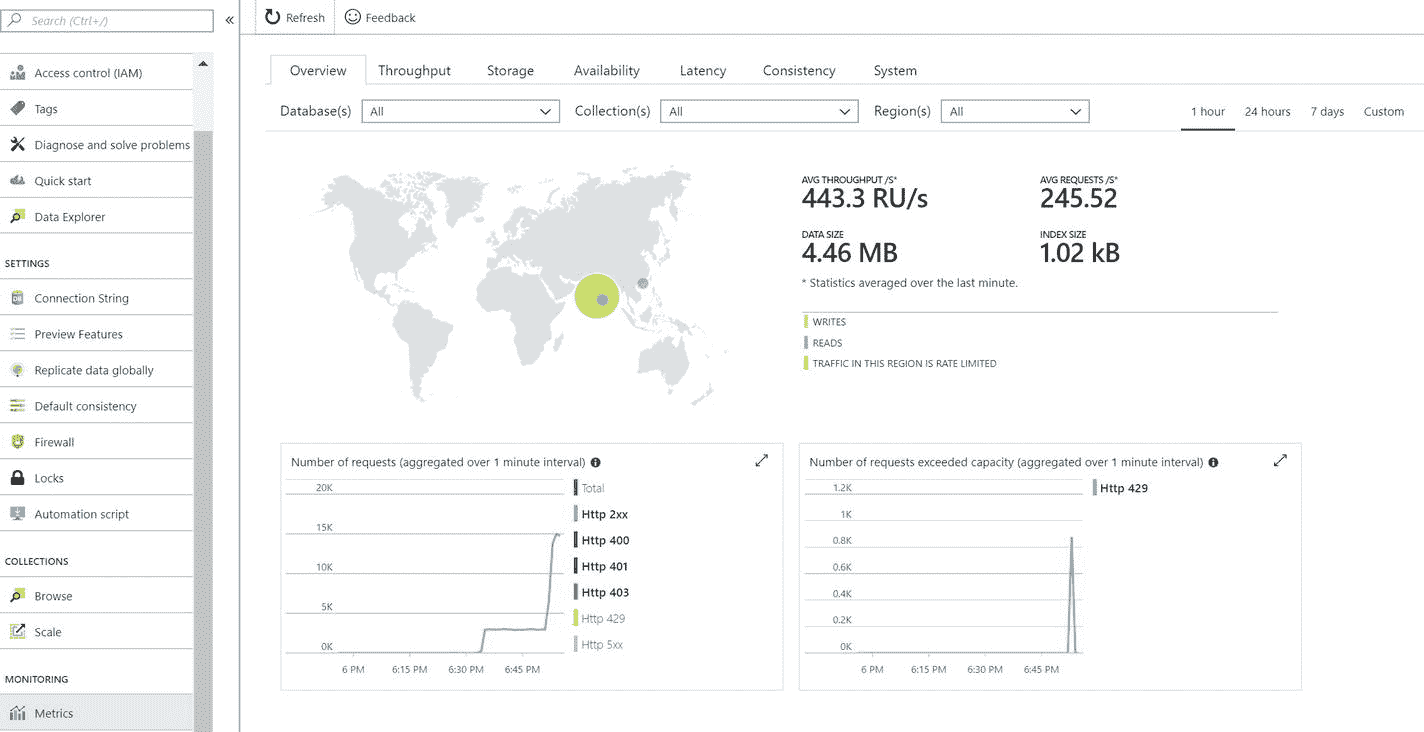 Search (Ctrl+/)
«
Refresh
Feedback
Access control (IAM)
Tags
Diagnose and solve problems
Quick start
Data Explorer
SETTINGS
Connection String
Preview Features
Replicate data globally
Default consistency
Firewall
Locks
Automation script
COLLECTIONS
Browse
Scale
MONITORING
Metrics
Overview Throughput Storage Availability Latency Consistency System
Database(s) All Collection(s) All Region(s) All 1 hour 24 hours 7 days Custom
AVG THROUGHPUT /S* AVG REQUESTS /S*
443.3 RU/s 245.52
DATA SIZE INDEX SIZE
4.46 MB 1.02 kB
* Statistics averaged over the last minute.
WRITES
READS
TRAFFIC IN THIS REGION IS RATE LIMITED
Number of requests (aggregated over 1 minute interval)
20K
15K
10K
5K
0K
6 PM 6:15 PM 6:30 PM 6:45 PM
Total
Http 2xx
Http 400
Http 401
Http 403
Http 429
Http 5xx
Number of requests exceeded capacity (aggregated over 1 minute interval)
1.2K
1K
0.8K
0.6K
0.4K
0.2K
0K
6 PM 6:15 PM 6:30 PM 6:45 PM
Http 429